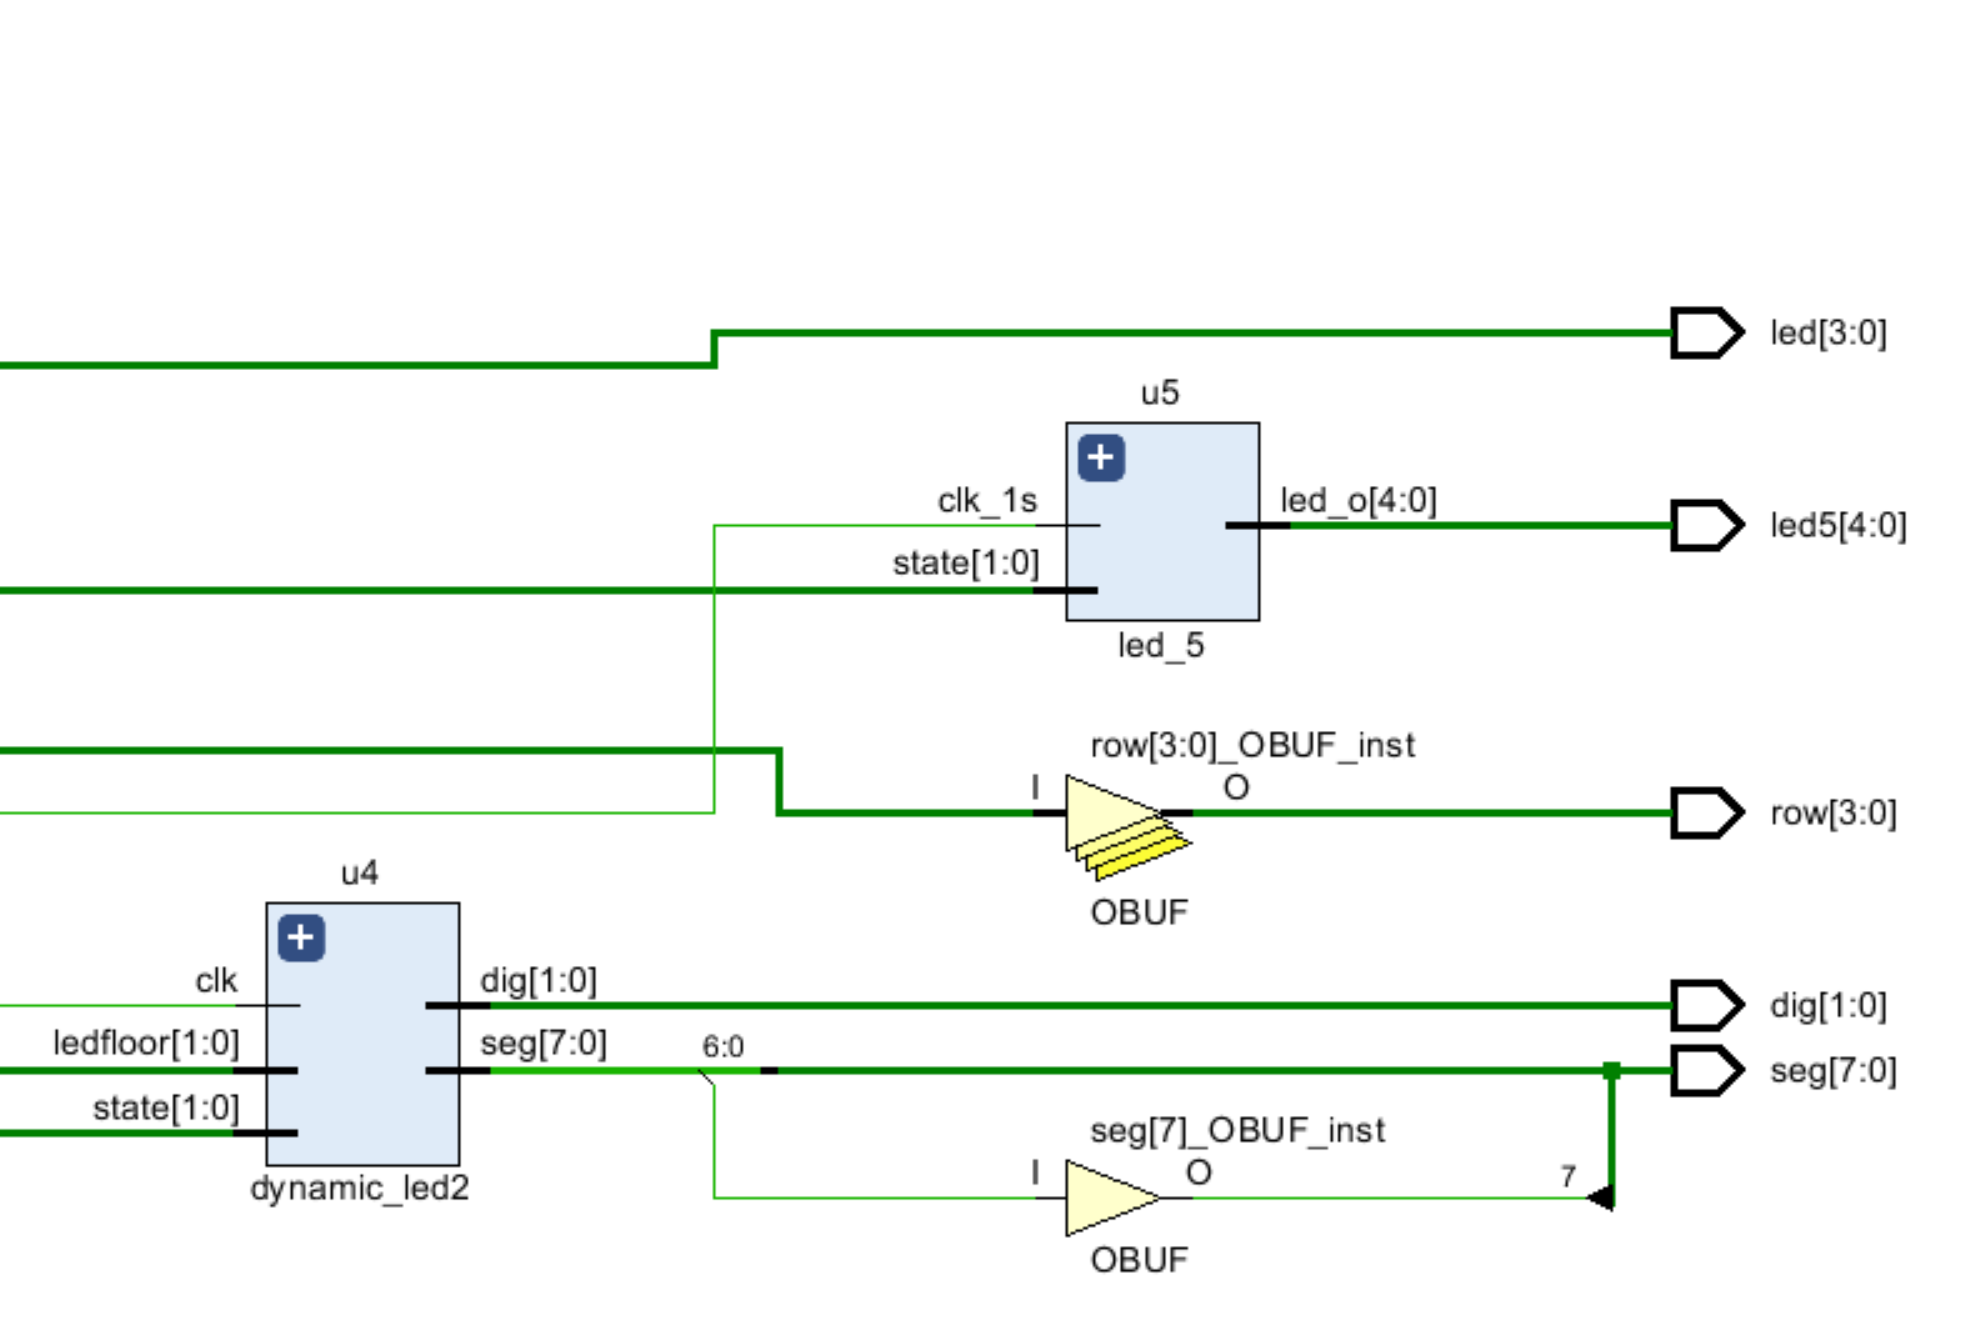 led[3:0]
u5
clk_1s
led_o[4:0]
led5[4:0]
state[1:0]
led_5
row[3:0]_OBUF_inst
I
O
row[3:0]
OBUF
u4
clk
dig[1:0]
dig[1:0]
ledfloor[1:0]
seg[7:0]
6:0
seg[7:0]
state[1:0]
seg[7]_OBUF_inst
I
O
7
dynamic_led2
OBUF